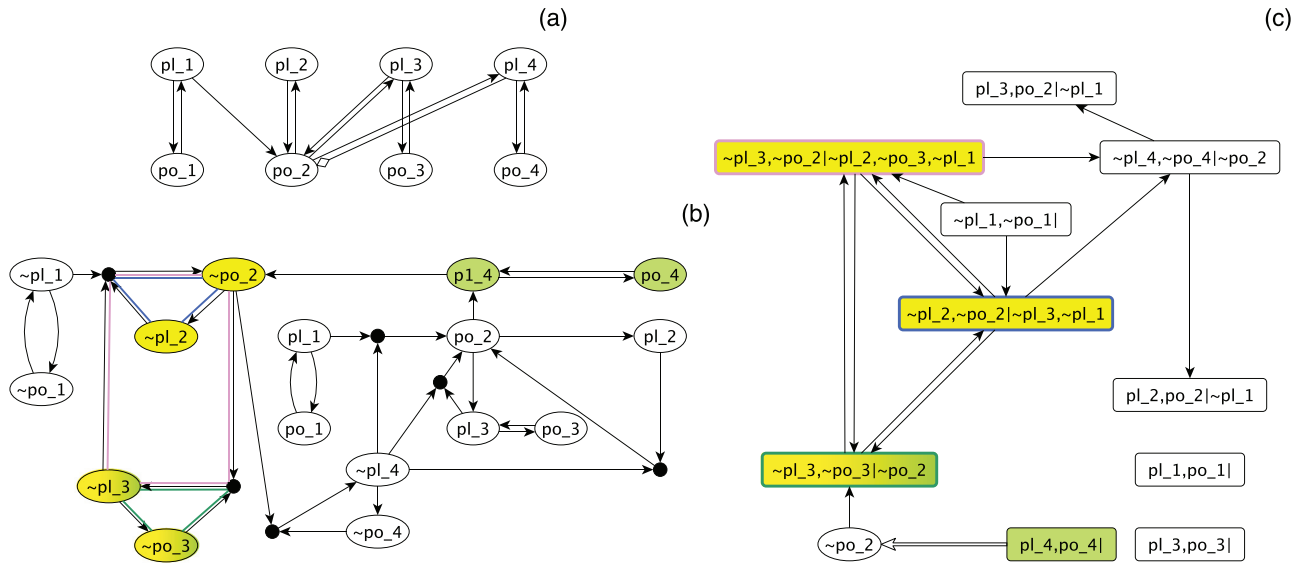 (a)
pl_1
pl_2
pl_3
pl_4
po_1
po_2
po_3
po_4
(b)
~pl_1
~po_2
p1_4
po_4
~pl_2
pl_1
po_2
pl_2
~po_1
po_1
pl_3
po_3
~pl_4
~pl_3
~po_3
~po_4
(c)
pl_3,po_2|~pl_1
~pl_3,~po_2|~pl_2,~po_3,~pl_1
~pl_4,~po_4|~po_2
~pl_1,~po_1|
~pl_2,~po_2|~pl_3,~pl_1
pl_2,po_2|~pl_1
~pl_3,~po_3|~po_2
pl_1,po_1|
~po_2
pl_4,po_4|
pl_3,po_3|